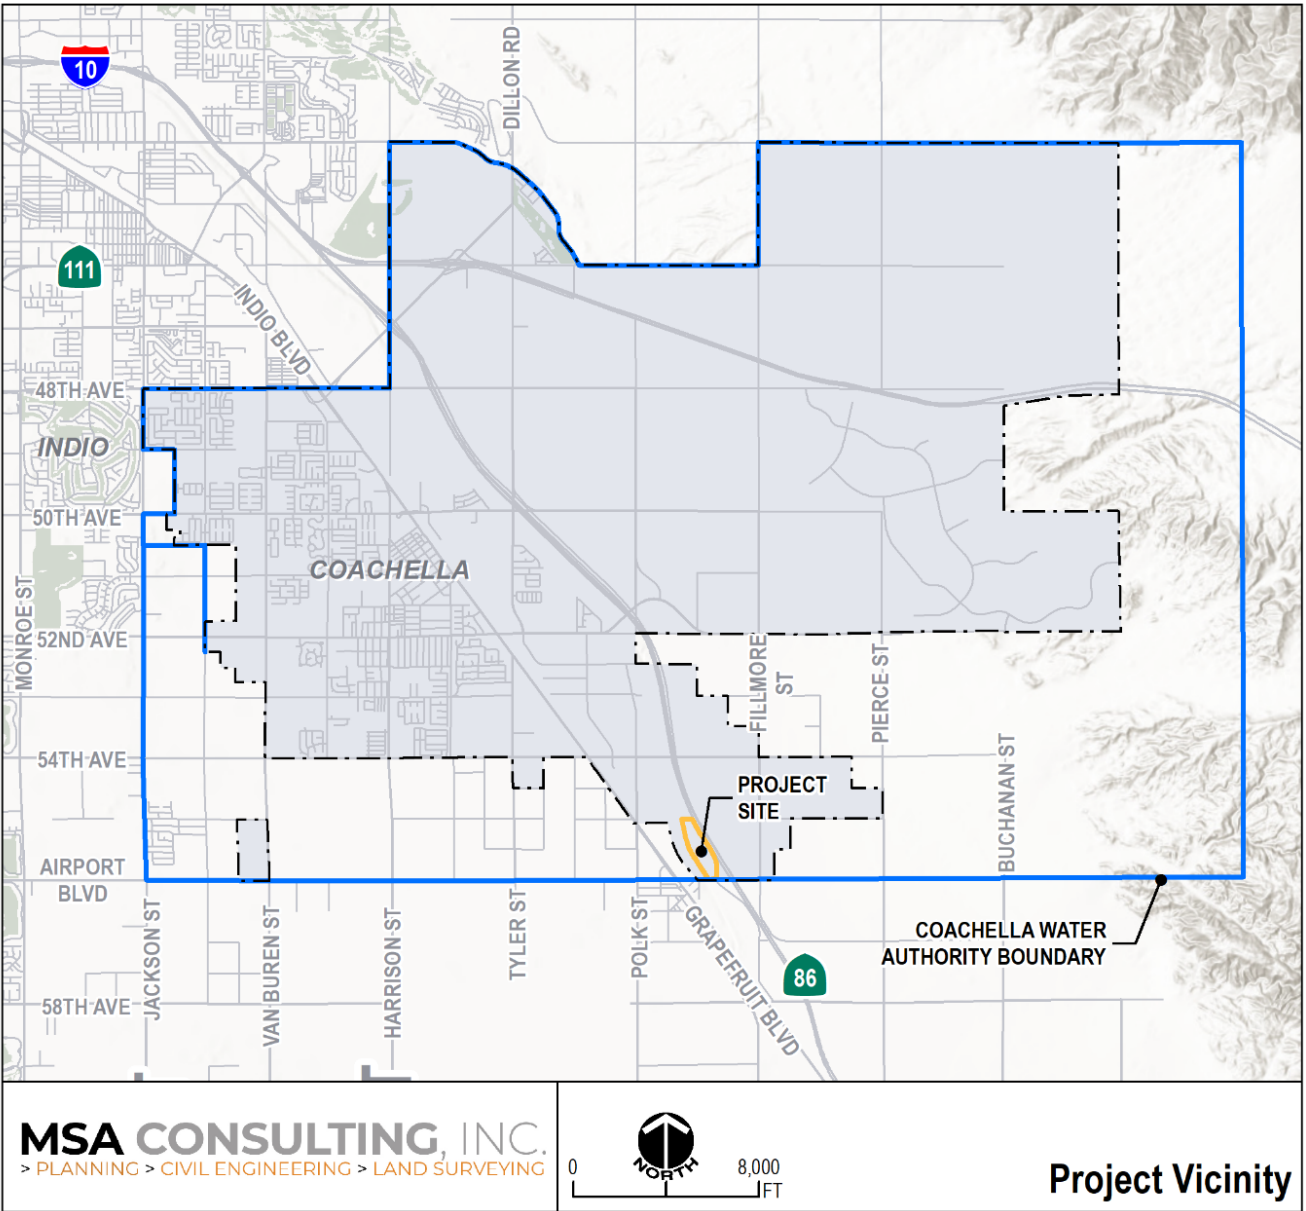 10
DILLON RD
111
INDIO BLVD
48TH AVE
INDIO
50TH AVE
COACHELLA
MONROE ST
52ND AVE
FILLMORE
ST
PIERCE ST
54TH AVE
BUCHANAN ST
PROJECT
SITE
AIRPORT
BLVD
JACKSON ST
VAN BUREN ST
HARRISON ST
TYLER ST
POLK ST
GRAPEFRUIT BLVD
COACHELLA WATER
AUTHORITY BOUNDARY
86
58TH AVE
MSA CONSULTING, INC.
> PLANNING > CIVIL ENGINEERING > LAND SURVEYING
NORTH
0 8,000
FT
Project Vicinity